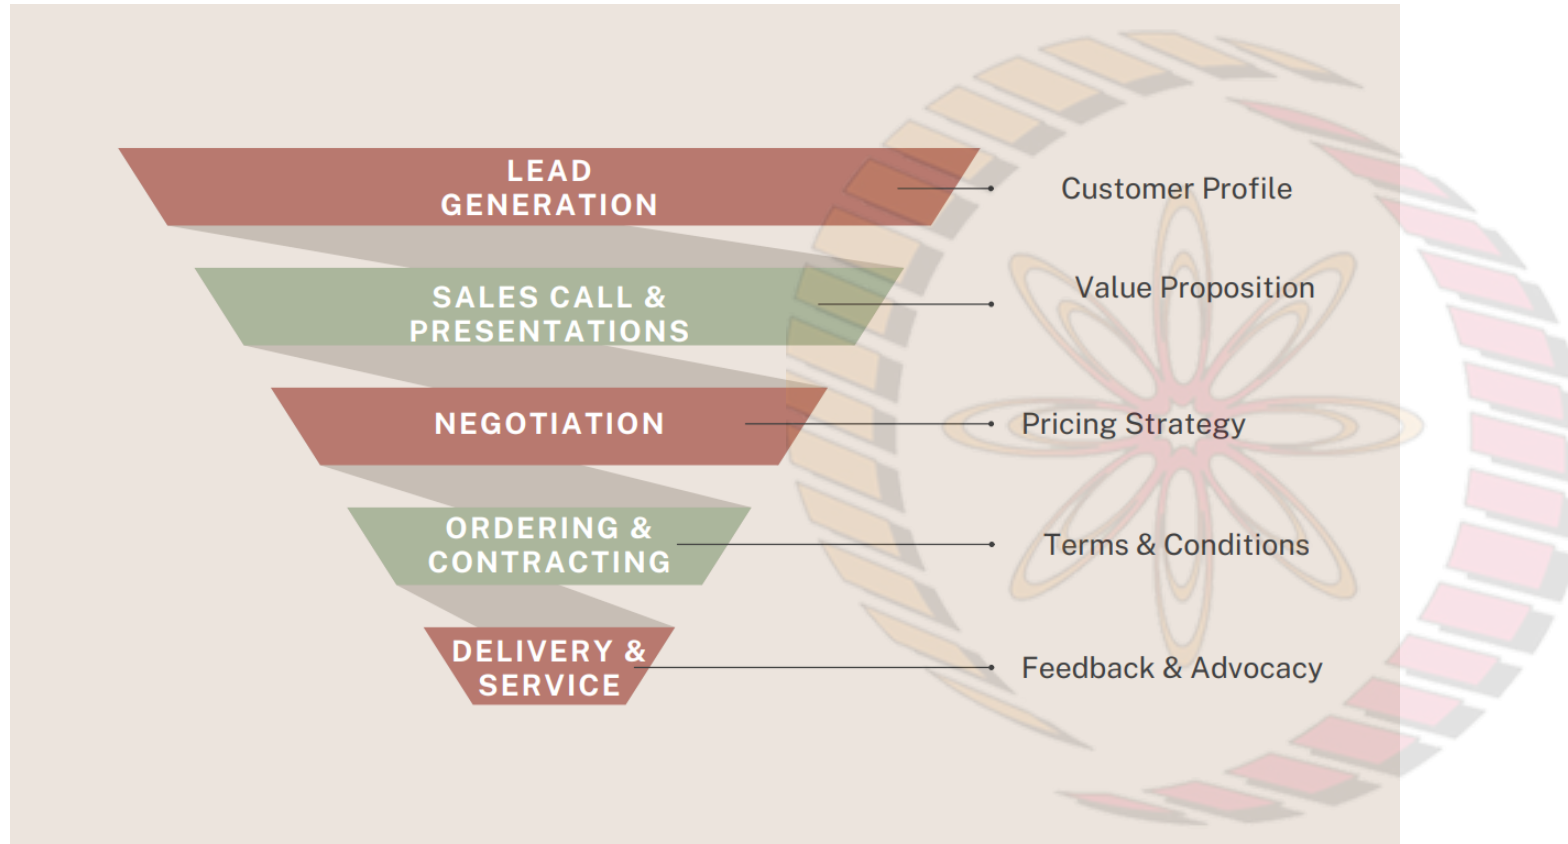 LEAD
GENERATION
Customer Profile
SALES CALL &
PRESENTATIONS
Value Proposition
NEGOTIATION
Pricing Strategy
ORDERING &
CONTRACTING
Terms & Conditions
DELIVERY &
SERVICE
Feedback & Advocacy